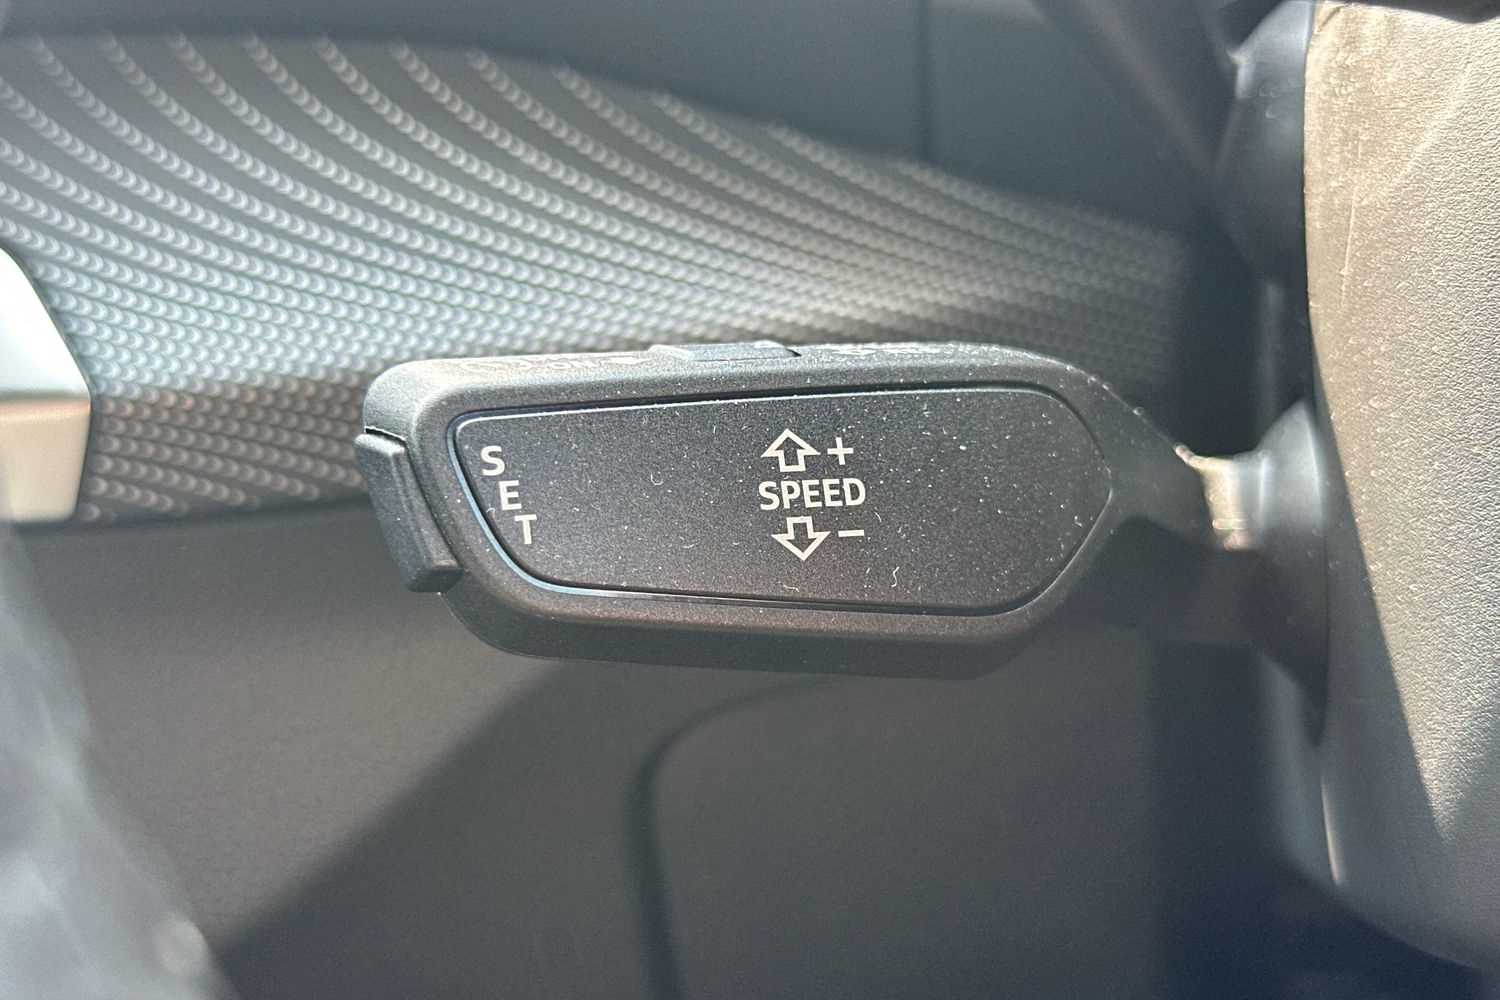 SET
+
SPEED
-